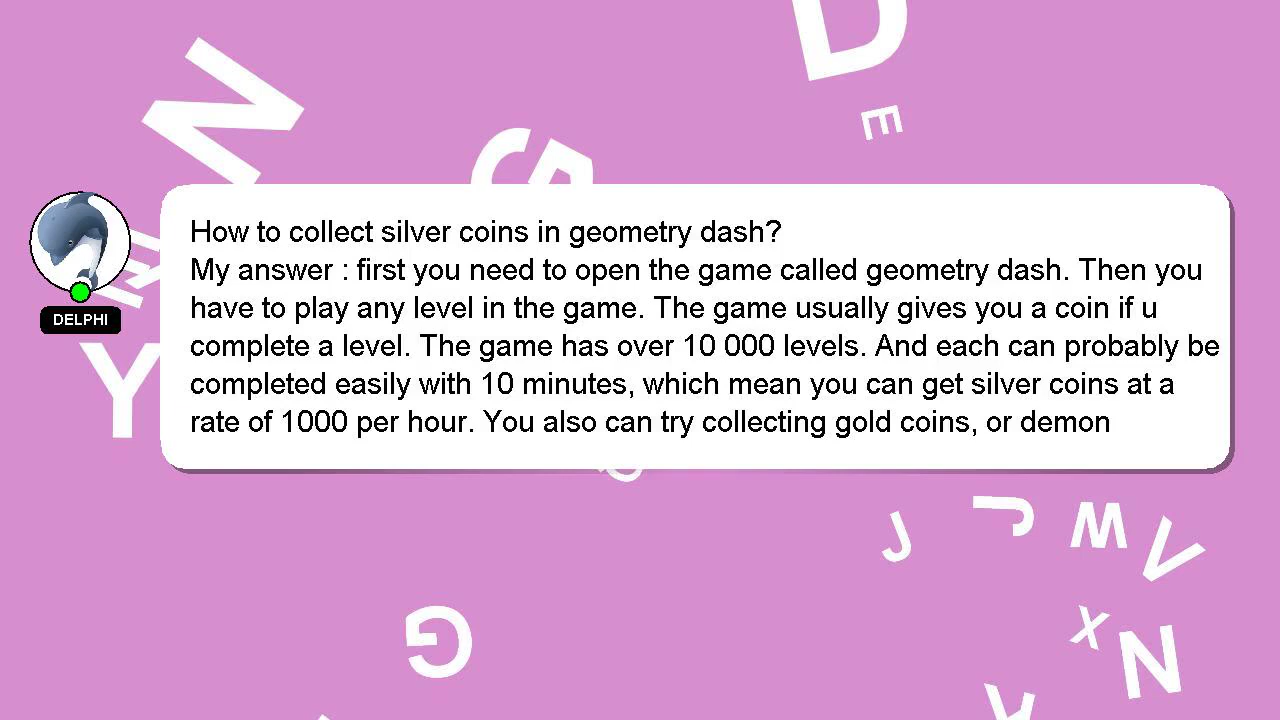 D
N
E
G
How to collect silver coins in geometry dash?
My answer : first you need to open the game called geometry dash. Then you
have to play any level in the game. The game usually gives you a coin if u
complete a level. The game has over 10 000 levels. And each can probably be
completed easily with 10 minutes, which mean you can get silver coins at a
rate of 1000 per hour. You also can try collecting gold coins, or demon
DELPHI
Y
J
J
W
V
G
X
N